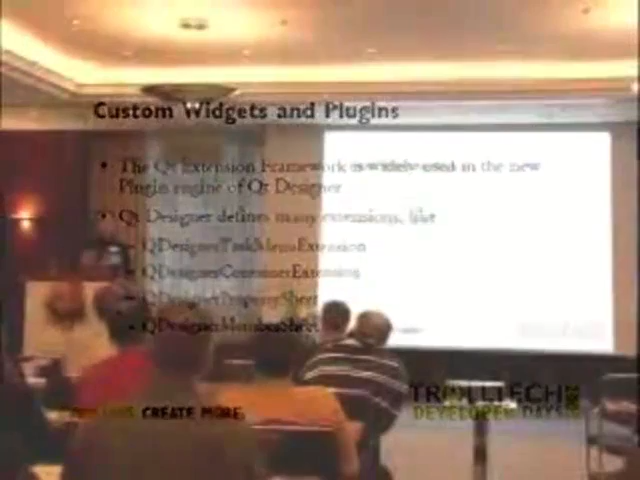 Custom Widgets and Plugins
• The Qt Extension Framework is widely used in the new
Plugin engine of Qt Designer
• Qt Designer defines many extensions, like
QDesignerTaskMenuExtension
QDesignerContainerExtension
QDesignerPropertySheet
QDesignerMemberSheet
CREATE MORE.
TROLLTECH
DEVELOPER DAYS